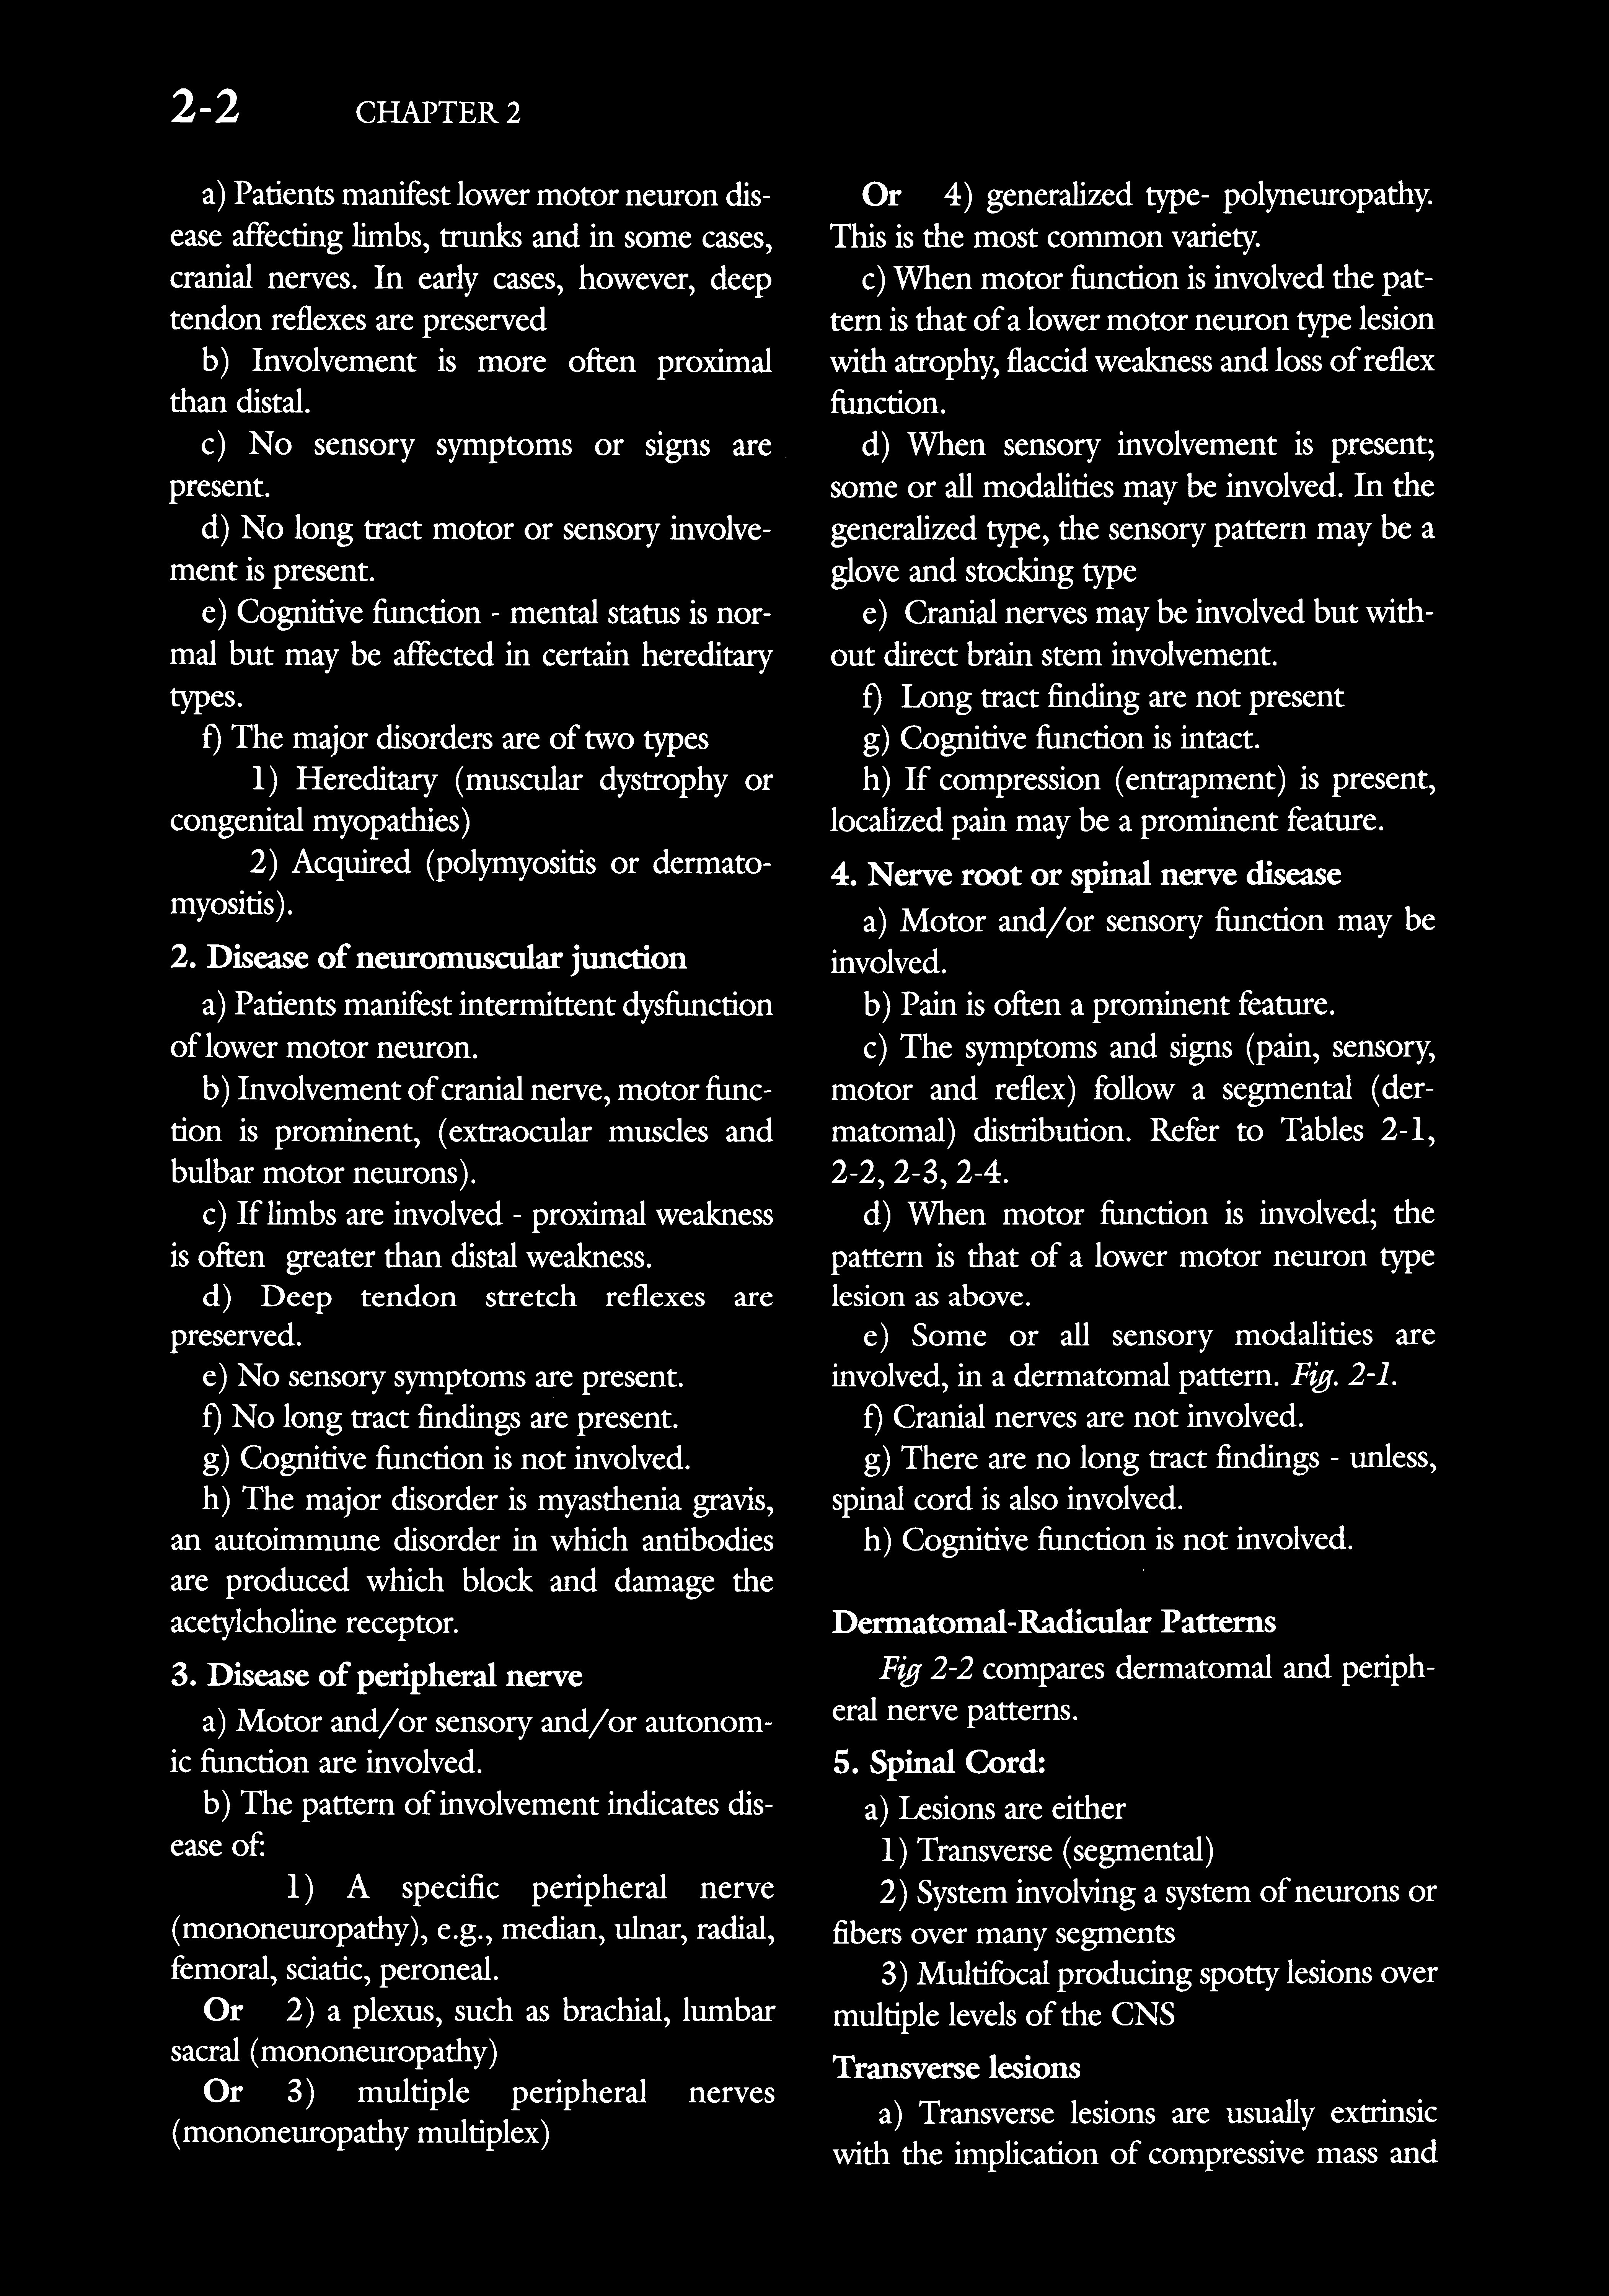 2-2 CHAPTER 2
a) Patients manifest lower motor neuron dis-
ease affecting limbs, trunks and in some cases,
cranial nerves. In early cases, however, deep
tendon reflexes are preserved
b) Involvement is more often proximal
than distal.
c) No sensory symptoms or signs are
present.
d) No long tract motor or sensory involve-
ment is present.
e) Cognitive function - mental status is nor-
mal but may be affected in certain hereditary
types.
f) The major disorders are of two types
1) Hereditary (muscular dystrophy or
congenital myopathies)
2) Acquired (polymyositis or dermato-
myositis).
2. Disease of neuromuscular junction
a) Patients manifest intermittent dysfunction
of lower motor neuron.
b) Involvement of cranial nerve, motor func-
tion is prominent, (extraocular muscles and
bulbar motor neurons).
c) If limbs are involved - proximal weakness
is often greater than distal weakness.
d) Deep tendon stretch reflexes are
preserved.
e) No sensory symptoms are present.
f) No long tract findings are present.
g) Cognitive function is not involved.
h) The major disorder is myasthenia gravis,
an autoimmune disorder in which antibodies
are produced which block and damage the
acetylcholine receptor.
3. Disease of peripheral nerve
a) Motor and/or sensory and/or autonom-
ic function are involved.
b) The pattern of involvement indicates dis-
ease of:
1) A specific peripheral nerve
(mononeuropathy), e.g., median, ulnar, radial,
femoral, sciatic, peroneal.
Or 2) a plexus, such as brachial, lumbar
sacral (mononeuropathy)
Or 3) multiple peripheral nerves
(mononeuropathy multiplex)
Or 4) generalized type- polyneuropathy.
This is the most common variety.
c) When motor function is involved the pat-
tern is that of a lower motor neuron type lesion
with atrophy, flaccid weakness and loss of reflex
function.
d) When sensory involvement is present;
some or all modalities may be involved. In the
generalized type, the sensory pattern may be a
glove and stocking type
e) Cranial nerves may be involved but with-
out direct brain stem involvement.
f) Long tract finding are not present
g) Cognitive function is intact.
h) If compression (entrapment) is present,
localized pain may be a prominent feature.
4. Nerve root or spinal nerve disease
a) Motor and/or sensory function may be
involved.
b) Pain is often a prominent feature.
c) The symptoms and signs (pain, sensory,
motor and reflex) follow a segmental (der-
matomal) distribution. Refer to Tables 2-1,
2-2, 2-3, 2-4.
d) When motor function is involved; the
pattern is that of a lower motor neuron type
lesion as above.
e) Some or all sensory modalities are
involved, in a dermatomal pattern. Fig. 2-1.
f) Cranial nerves are not involved.
g) There are no long tract findings - unless,
spinal cord is also involved.
h) Cognitive function is not involved.
Dermatomal-Radicular Patterns
Fig 2-2 compares dermatomal and periph-
eral nerve patterns.
5. Spinal Cord:
a) Lesions are either
1) Transverse (segmental)
2) System involving a system of neurons or
fibers over many segments
3) Multifocal producing spotty lesions over
multiple levels of the CNS
Transverse lesions
a) Transverse lesions are usually extrinsic
with the implication of compressive mass and